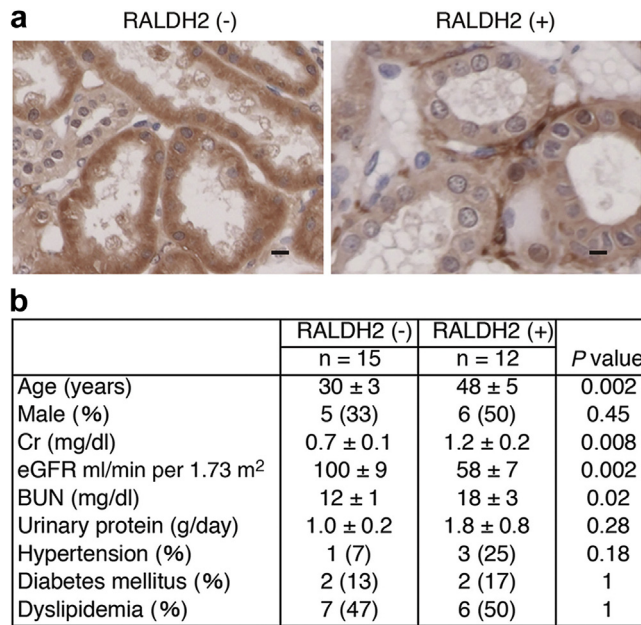 a
RALDH2 (-) RALDH2 (+)
b
RALDH2 (-) RALDH2 (+)
n = 15 n = 12 P value
Age (years) 30 ± 3 48 ± 5 0.002
Male (%) 5 (33) 6 (50) 0.45
Cr (mg/dl) 0.7 ± 0.1 1.2 ± 0.2 0.008
eGFR ml/min per 1.73 m² 100 ± 9 58 ± 7 0.002
BUN (mg/dl) 12 ± 1 18 ± 3 0.02
Urinary protein (g/day) 1.0 ± 0.2 1.8 ± 0.8 0.28
Hypertension (%) 1 (7) 3 (25) 0.18
Diabetes mellitus (%) 2 (13) 2 (17) 1
Dyslipidemia (%) 7 (47) 6 (50) 1